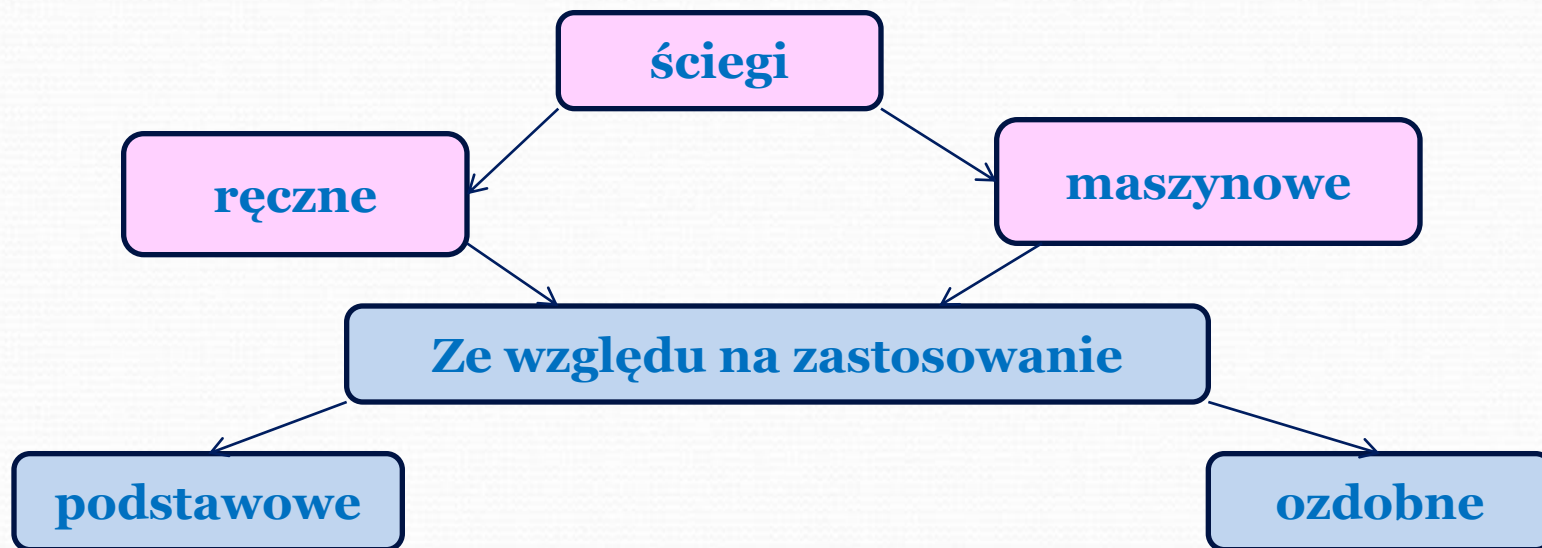 ściegi
ręczne
maszynowe
Ze względu na zastosowanie
podstawowe
ozdobne